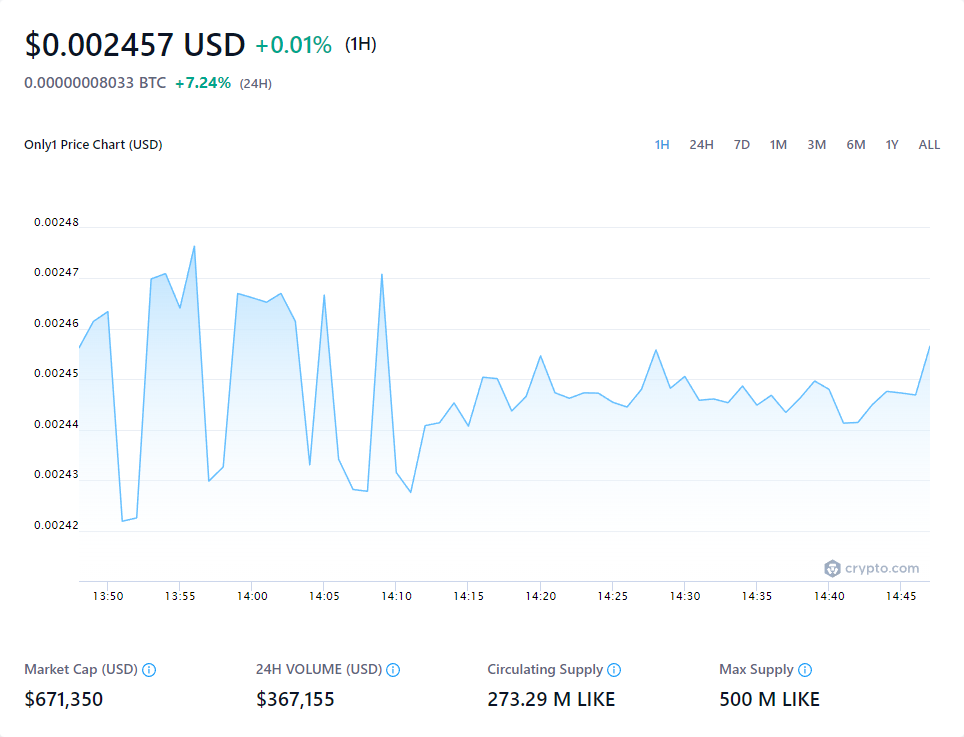 $0.002457 USD +0.01% (1H)
0.00000008033 BTC +7.24% (24H)
Only1 Price Chart (USD) 1H 24H 7D 1M 3M 6M 1Y ALL
0.00248
0.00247
0.00246
0.00245
0.00244
0.00243
0.00242
crypto.com
13:50 13:55 14:00 14:05 14:10 14:15 14:20 14:25 14:30 14:35 14:40 14:45
Market Cap (USD) 24H VOLUME (USD) Circulating Supply Max Supply
$671,350 $367,155 273.29 M LIKE 500 M LIKE